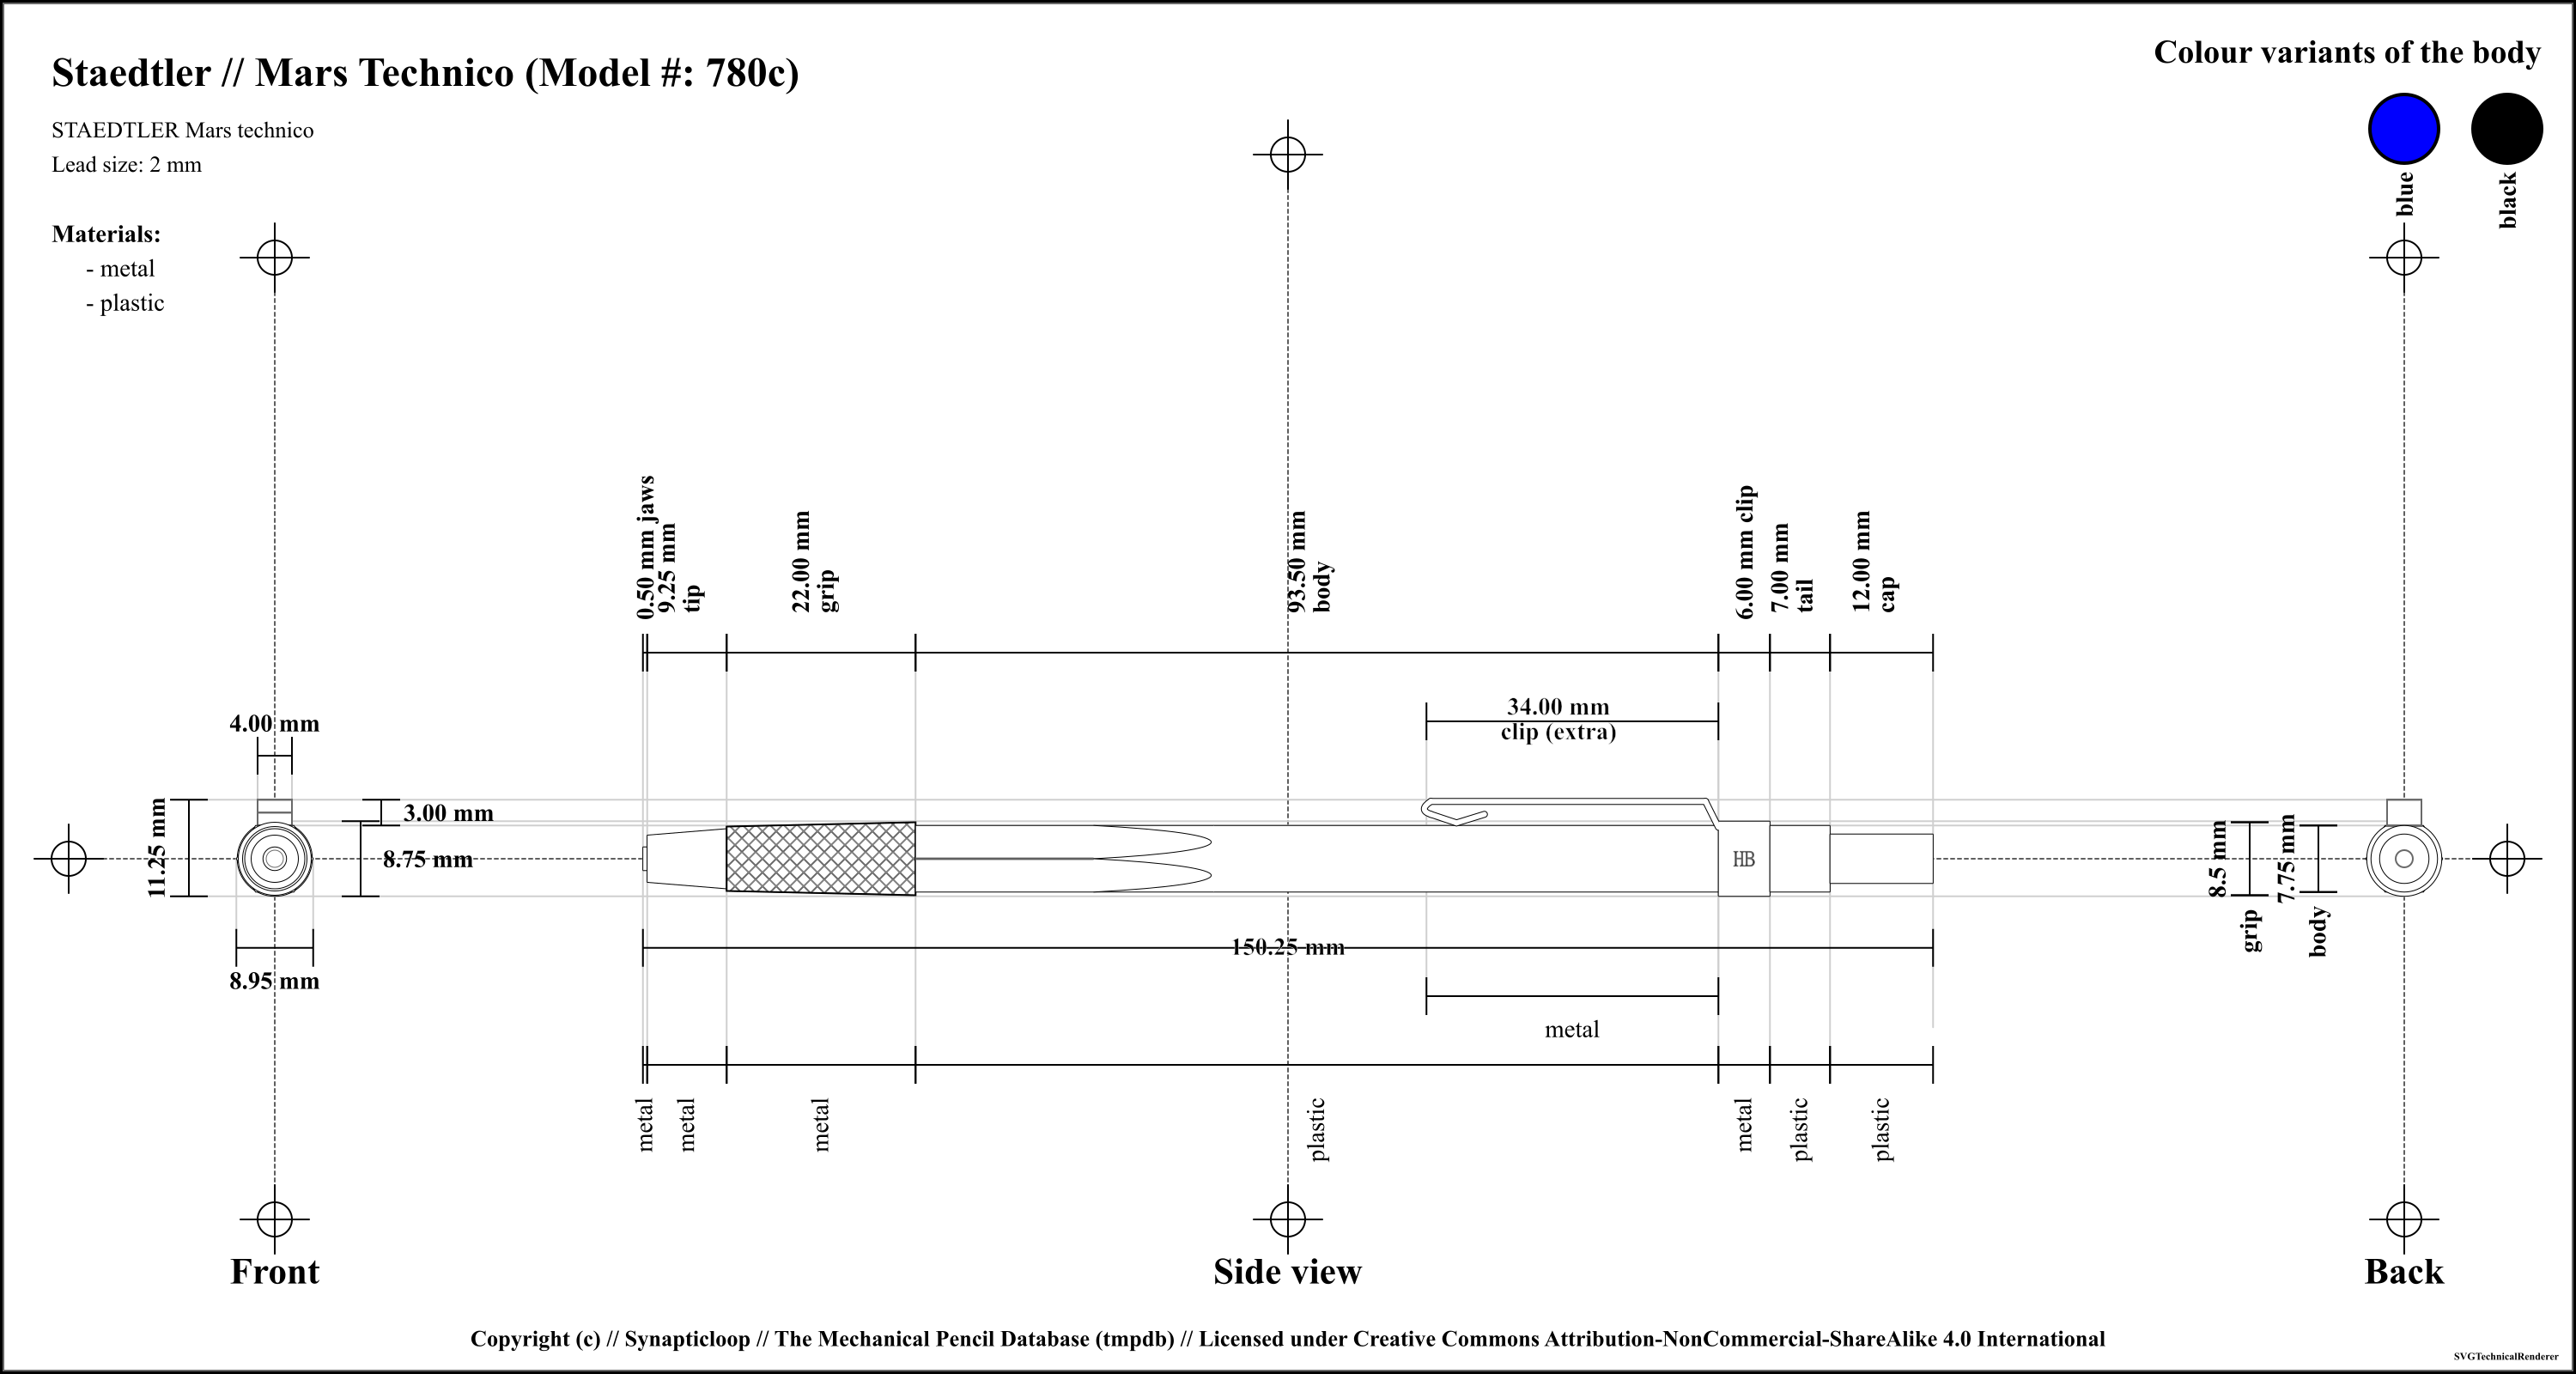 Staedtler // Mars Technico (Model #: 780c)
STAEDTLER Mars technico
Lead size: 2 mm
Materials:
- metal
- plastic
Colour variants of the body
blue
black
0.50 mm jaws
9.25 mm
tip
22.00 mm
grip
93.50 mm
body
6.00 mm clip
7.00 mm
tail
12.00 mm
cap
34.00 mm
clip (extra)
4.00 mm
11.25 mm
3.00 mm
8.75 mm
8.95 mm
HB
8.5 mm
grip
7.75 mm
body
150.25 mm
metal
metal
metal
metal
plastic
metal
plastic
plastic
Front
Side view
Back
Copyright (c) // Synapticloop // The Mechanical Pencil Database (tmpdb) // Licensed under Creative Commons Attribution-NonCommercial-ShareAlike 4.0 International
SVGTechnicalRenderer